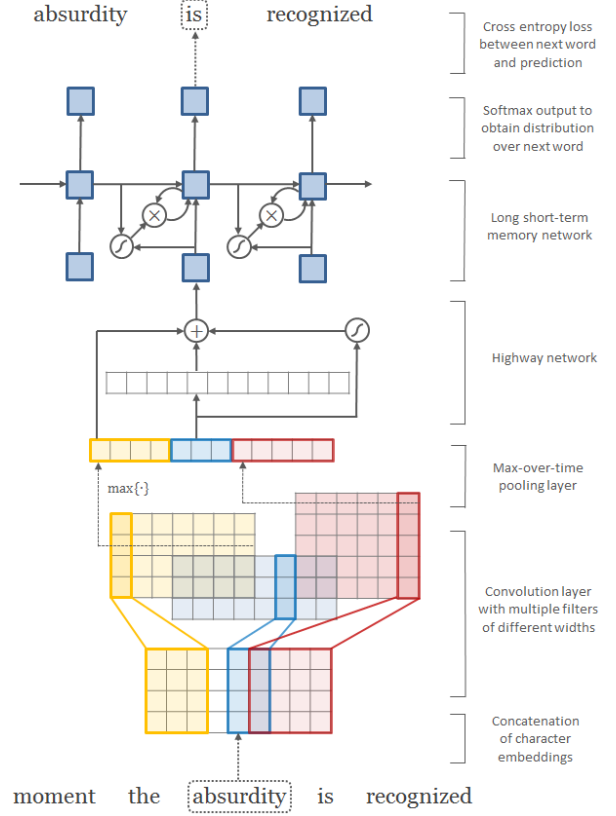 absurdity is recognized
Cross entropy loss
between next word
and prediction
Softmax output to
obtain distribution
over next word
Long short-term
memory network
Highway network
Max-over-time
pooling layer
max{·}
Convolution layer
with multiple filters
of different widths
Concatenation
of character
embeddings
moment the absurdity is recognized